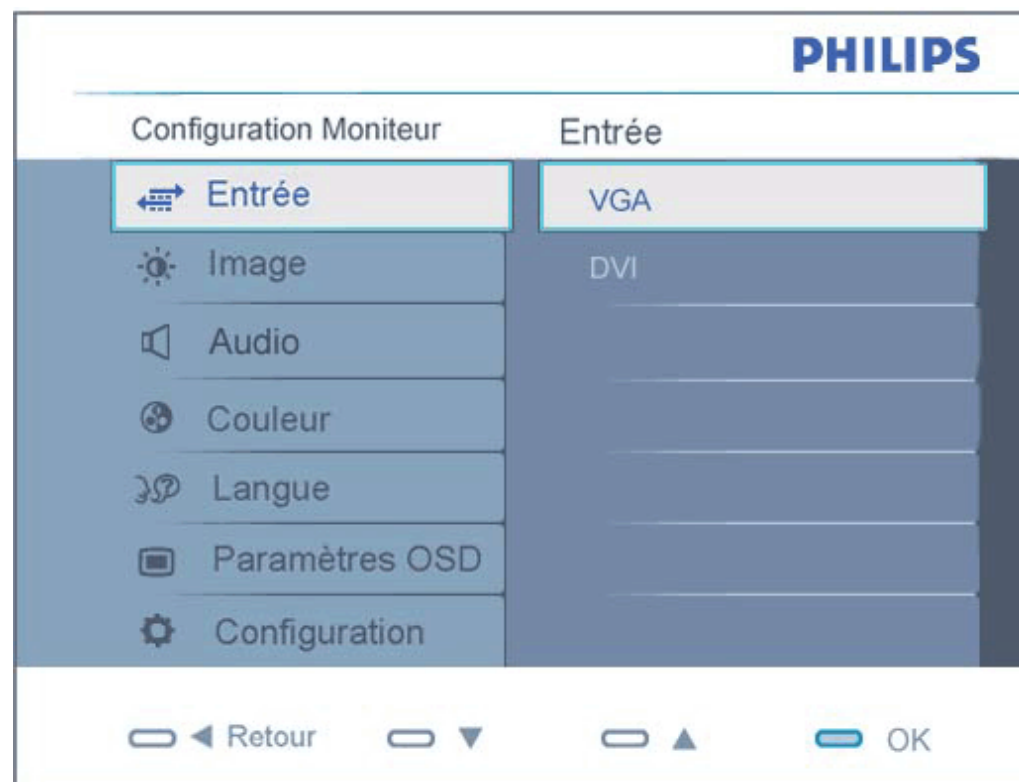 PHILIPS
Configuration Moniteur
Entrée
Entrée
VGA
Image
DVI
Audio
Couleur
Langue
Paramètres OSD
Configuration
Retour
OK